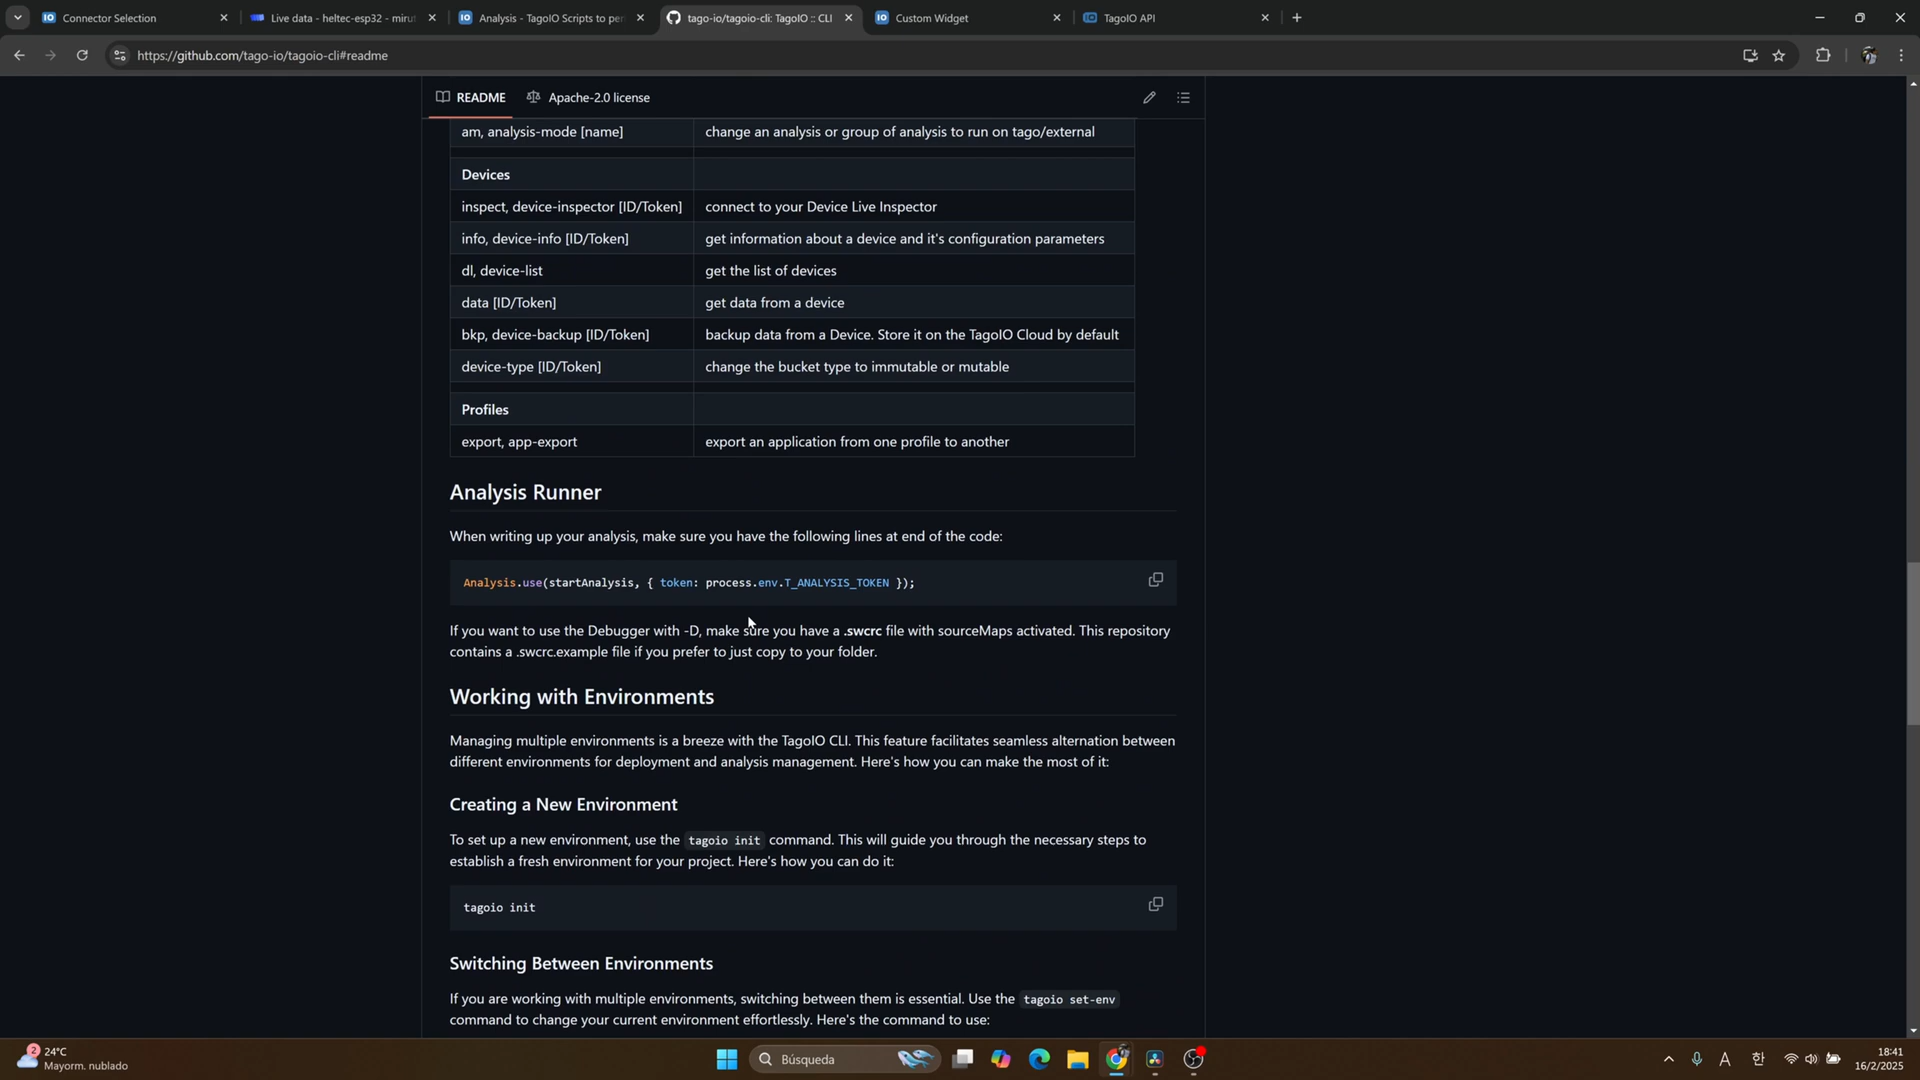 Connector Selection
Live data - heltec-esp32 - mirut
Analysis - TagoIO Scripts to per
tago-io/tagoio-cli: TagoIO :: CLI
Custom Widget
TagoIO API
https://github.com/tago-io/tagoio-cli#readme
README
Apache-2.0 license
am, analysis-mode [name] change an analysis or group of analysis to run on tago/external
Devices
inspect, device-inspector [ID/Token] connect to your Device Live Inspector
info, device-info [ID/Token] get information about a device and it's configuration parameters
dl, device-list get the list of devices
data [ID/Token] get data from a device
bkp, device-backup [ID/Token] backup data from a Device. Store it on the TagoIO Cloud by default
device-type [ID/Token] change the bucket type to immutable or mutable
Profiles
export, app-export export an application from one profile to another
Analysis Runner
When writing up your analysis, make sure you have the following lines at end of the code:
Analysis.use(startAnalysis, { token: process.env.T_ANALYSIS_TOKEN });
If you want to use the Debugger with -D, make sure you have a .swcrc file with sourceMaps activated. This repository
contains a .swcrc.example file if you prefer to just copy to your folder.
Working with Environments
Managing multiple environments is a breeze with the TagoIO CLI. This feature facilitates seamless alternation between
different environments for deployment and analysis management. Here's how you can make the most of it:
Creating a New Environment
To set up a new environment, use the tagoio init command. This will guide you through the necessary steps to
establish a fresh environment for your project. Here's how you can do it:
tagoio init
Switching Between Environments
If you are working with multiple environments, switching between them is essential. Use the tagoio set-env
command to change your current environment effortlessly. Here's the command to use:
2
24°C
Mayorm. nublado
Búsqueda
A
한
18:41
16/2/2025